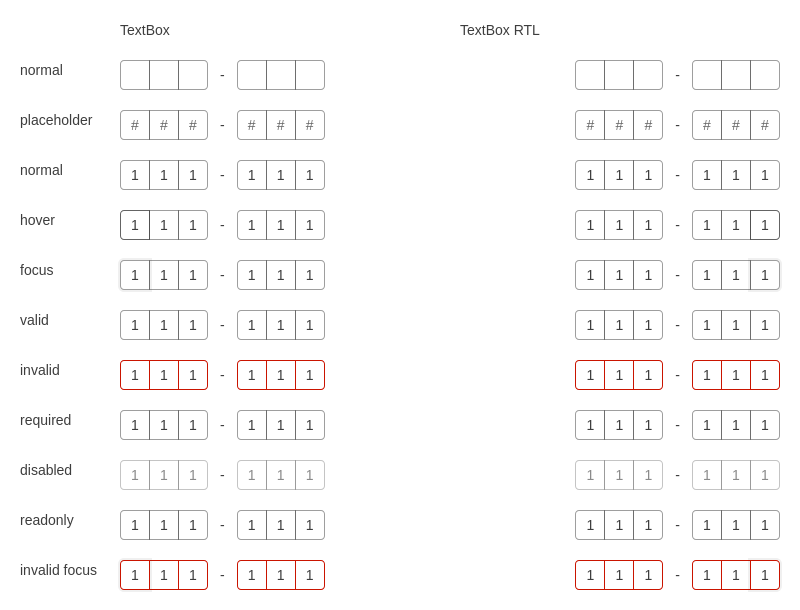 TextBox TextBox RTL
normal - -
placeholder # # # - # # # # # # - # # #
normal 1 1 1 - 1 1 1 1 1 1 - 1 1 1
hover 1 1 1 - 1 1 1 1 1 1 - 1 1 1
focus 1 1 1 - 1 1 1 1 1 1 - 1 1 1
valid 1 1 1 - 1 1 1 1 1 1 - 1 1 1
invalid 1 1 1 - 1 1 1 1 1 1 - 1 1 1
required 1 1 1 - 1 1 1 1 1 1 - 1 1 1
disabled 1 1 1 - 1 1 1 1 1 1 - 1 1 1
readonly 1 1 1 - 1 1 1 1 1 1 - 1 1 1
invalid focus 1 1 1 - 1 1 1 1 1 1 - 1 1 1